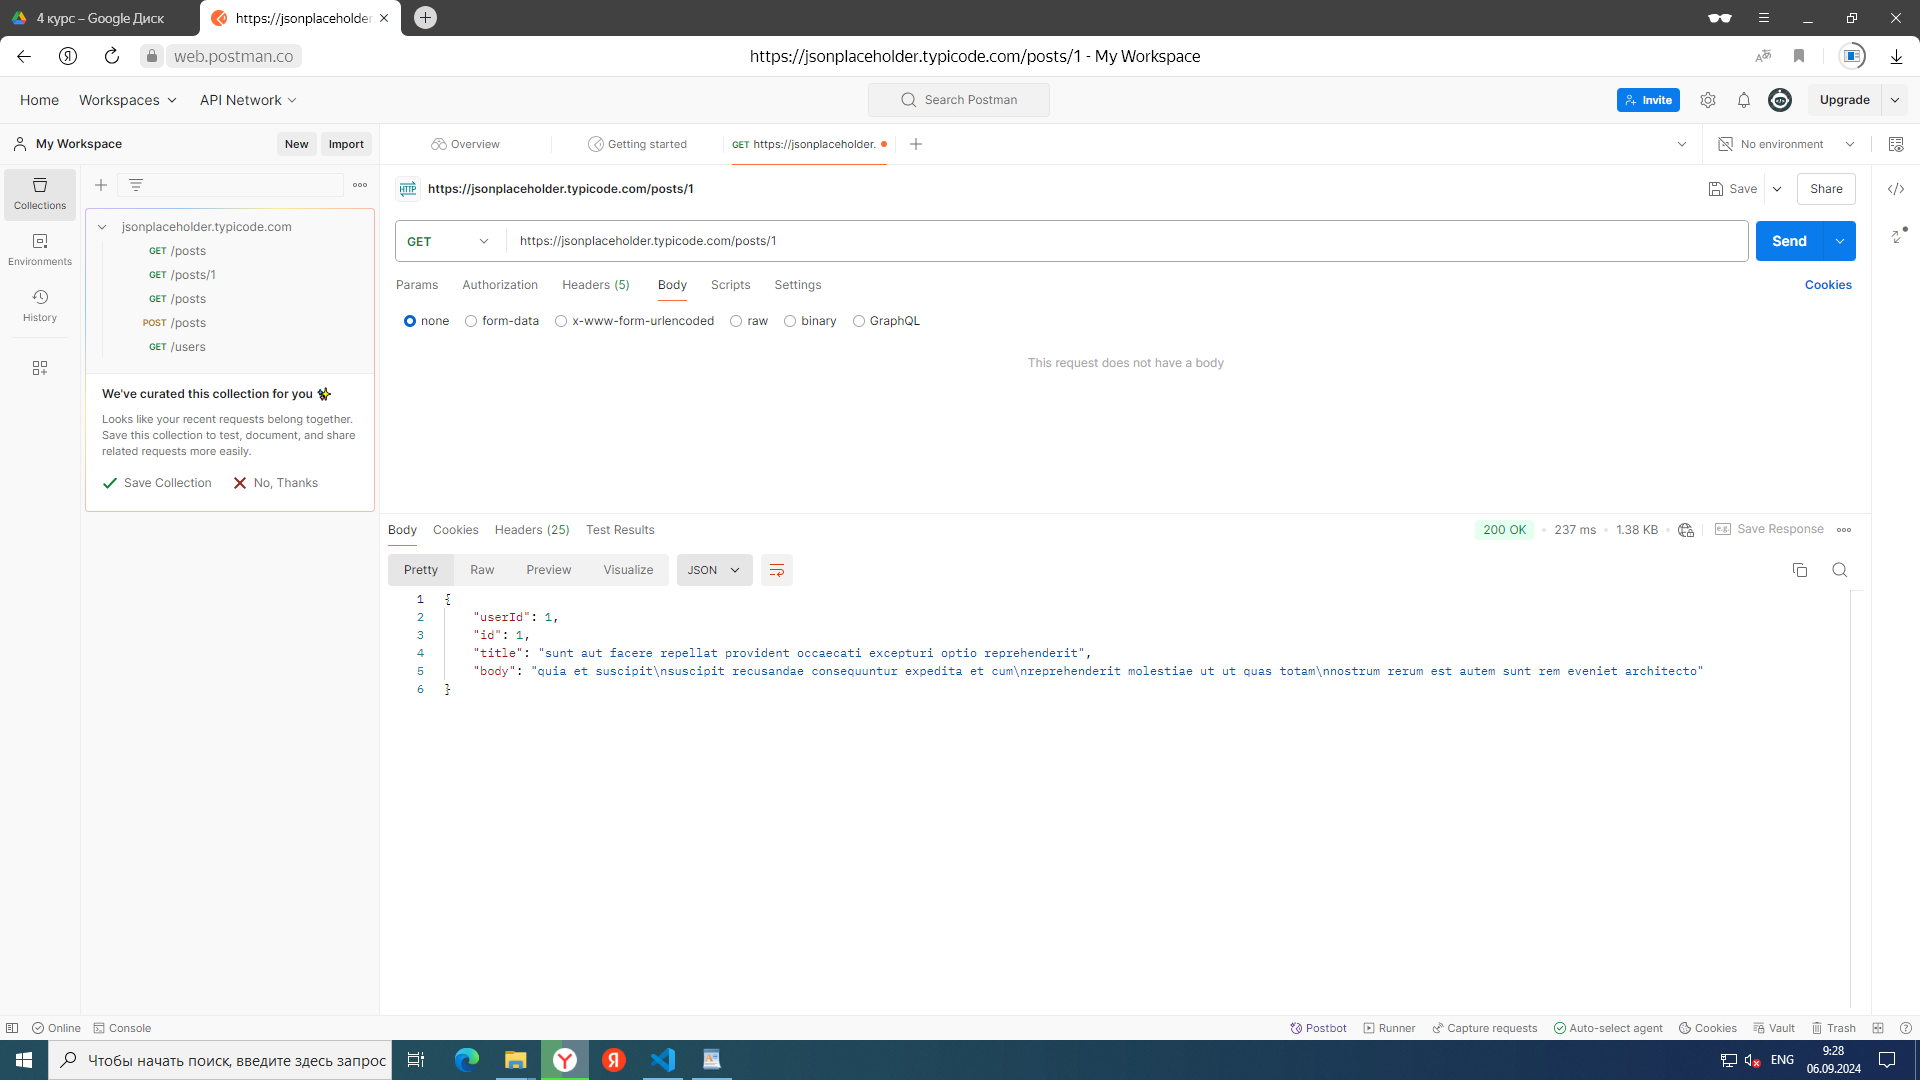 4 курс – Google Диск
https://jsonplaceholder
web.postman.co
https://jsonplaceholder.typicode.com/posts/1 - My Workspace
Home
Workspaces
API Network
Search Postman
Invite
Upgrade
My Workspace
New
Import
Overview
Getting started
GET https://jsonplaceholder.
No environment
Collections
Environments
History
jsonplaceholder.typicode.com
GET /posts
GET /posts/1
GET /posts
POST /posts
GET /users
We've curated this collection for you
Looks like your recent requests belong together.
Save this collection to test, document, and share
related requests more easily.
Save Collection
No, Thanks
HTTP
https://jsonplaceholder.typicode.com/posts/1
Save
Share
GET
https://jsonplaceholder.typicode.com/posts/1
Send
Params
Authorization
Headers (5)
Body
Scripts
Settings
Cookies
none
form-data
x-www-form-urlencoded
raw
binary
GraphQL
This request does not have a body
Body
Cookies
Headers (25)
Test Results
200 OK
237 ms
1.38 KB
e.g.
Save Response
Pretty
Raw
Preview
Visualize
JSON
1 {
2 "userId": 1,
3 "id": 1,
4 "title": "sunt aut facere repellat provident occaecati excepturi optio reprehenderit",
5 "body": "quia et suscipit\nsuscipit recusandae consequuntur expedita et cum\nreprehenderit molestiae ut ut quas totam\nnostrum rerum est autem sunt rem eveniet architecto"
6 }
Online
Console
Postbot
Runner
Capture requests
Auto-select agent
Cookies
Vault
Trash
Чтобы начать поиск, введите здесь запрос
ENG
9:28
06.09.2024